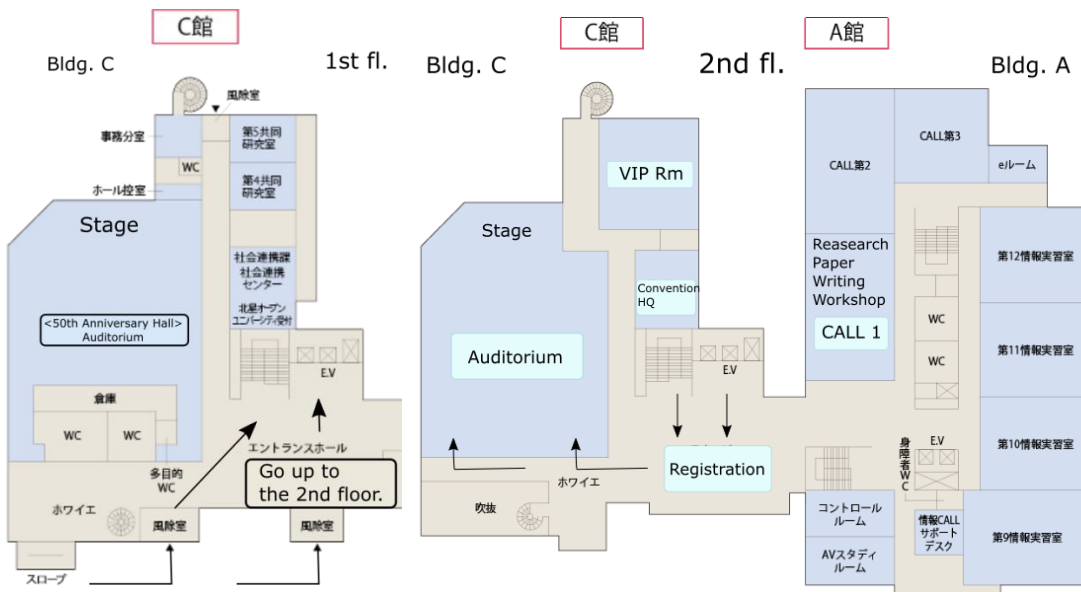 C館
Bldg. C
1st fl.
風除室
事務分室
WC
ホール控室
第5共同
研究室
第4共同
研究室
Stage
社会連携課
社会連携
センター
北星オープン
ユニバーシティ受付
<50th Anniversary Hall>
Auditorium
E.V
倉庫
WC
WC
多目的
WC
エントランスホール
Go up to
the 2nd floor.
ホワイエ
風除室
風除室
スロープ
C館
Bldg. C
2nd fl.
A館
Bldg. A
VIP Rm
Stage
Convention
HQ
Auditorium
E.V
Registration
ホワイエ
吹抜
CALL第2
CALL第3
eルーム
Reasearch
Paper
Writing
Workshop
CALL 1
WC
WC
第12情報実習室
第11情報実習室
第10情報実習室
第9情報実習室
身障者WC
E.V
コントロール
ルーム
AVスタディ
ルーム
情報CALL
サポート
デスク